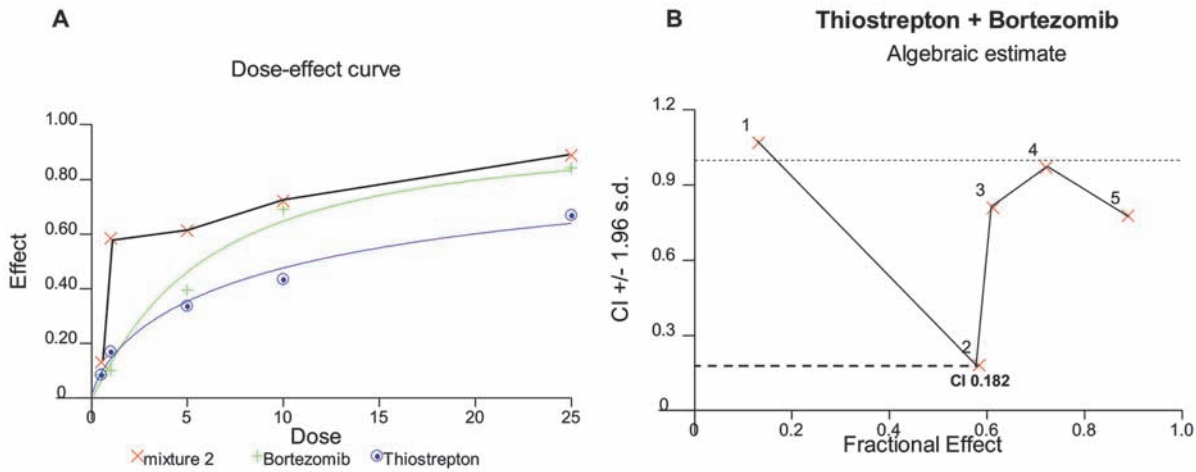 A
Dose-effect curve
Effect
1.00
0.80
0.60
0.40
0.20
0
0 5 10 15 20 25
Dose
mixture 2 Bortezomib Thiostrepton
B
Thiostrepton + Bortezomib
Algebraic estimate
CI +/- 1.96 s.d.
1.2
0.9
0.6
0.3
0
1
2
3
4
5
CI 0.182
0 0.2 0.4 0.6 0.8 1.0
Fractional Effect